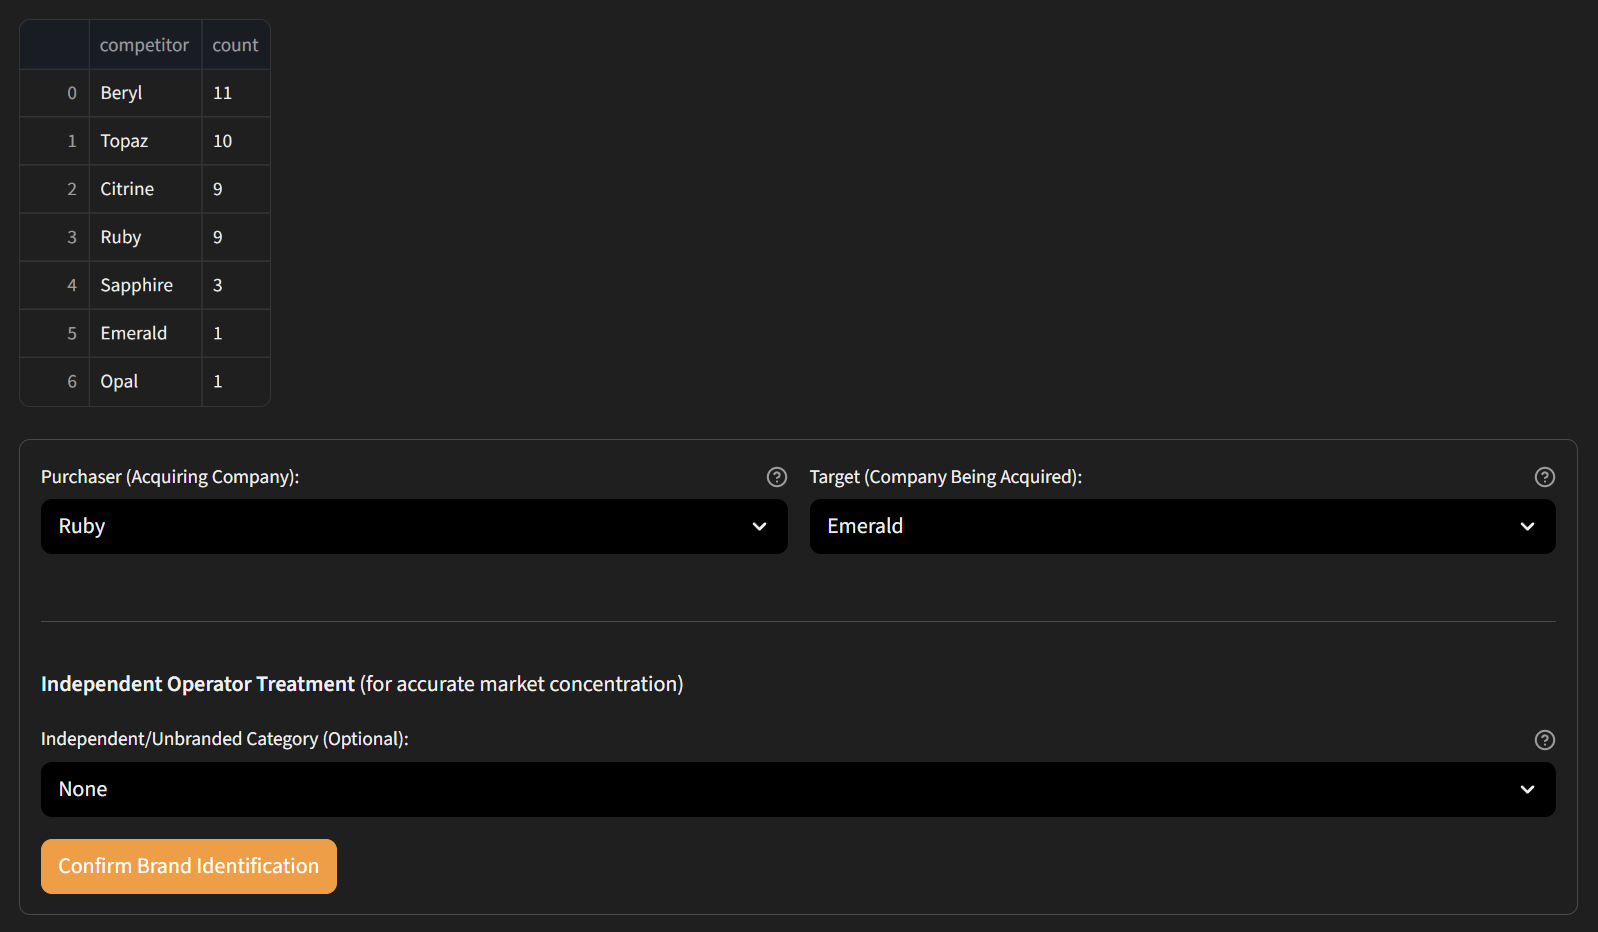 competitor count
0 Beryl 11
1 Topaz 10
2 Citrine 9
3 Ruby 9
4 Sapphire 3
5 Emerald 1
6 Opal 1
Purchaser (Acquiring Company):
Ruby
Target (Company Being Acquired):
Emerald
Independent Operator Treatment (for accurate market concentration)
Independent/Unbranded Category (Optional):
None
Confirm Brand Identification